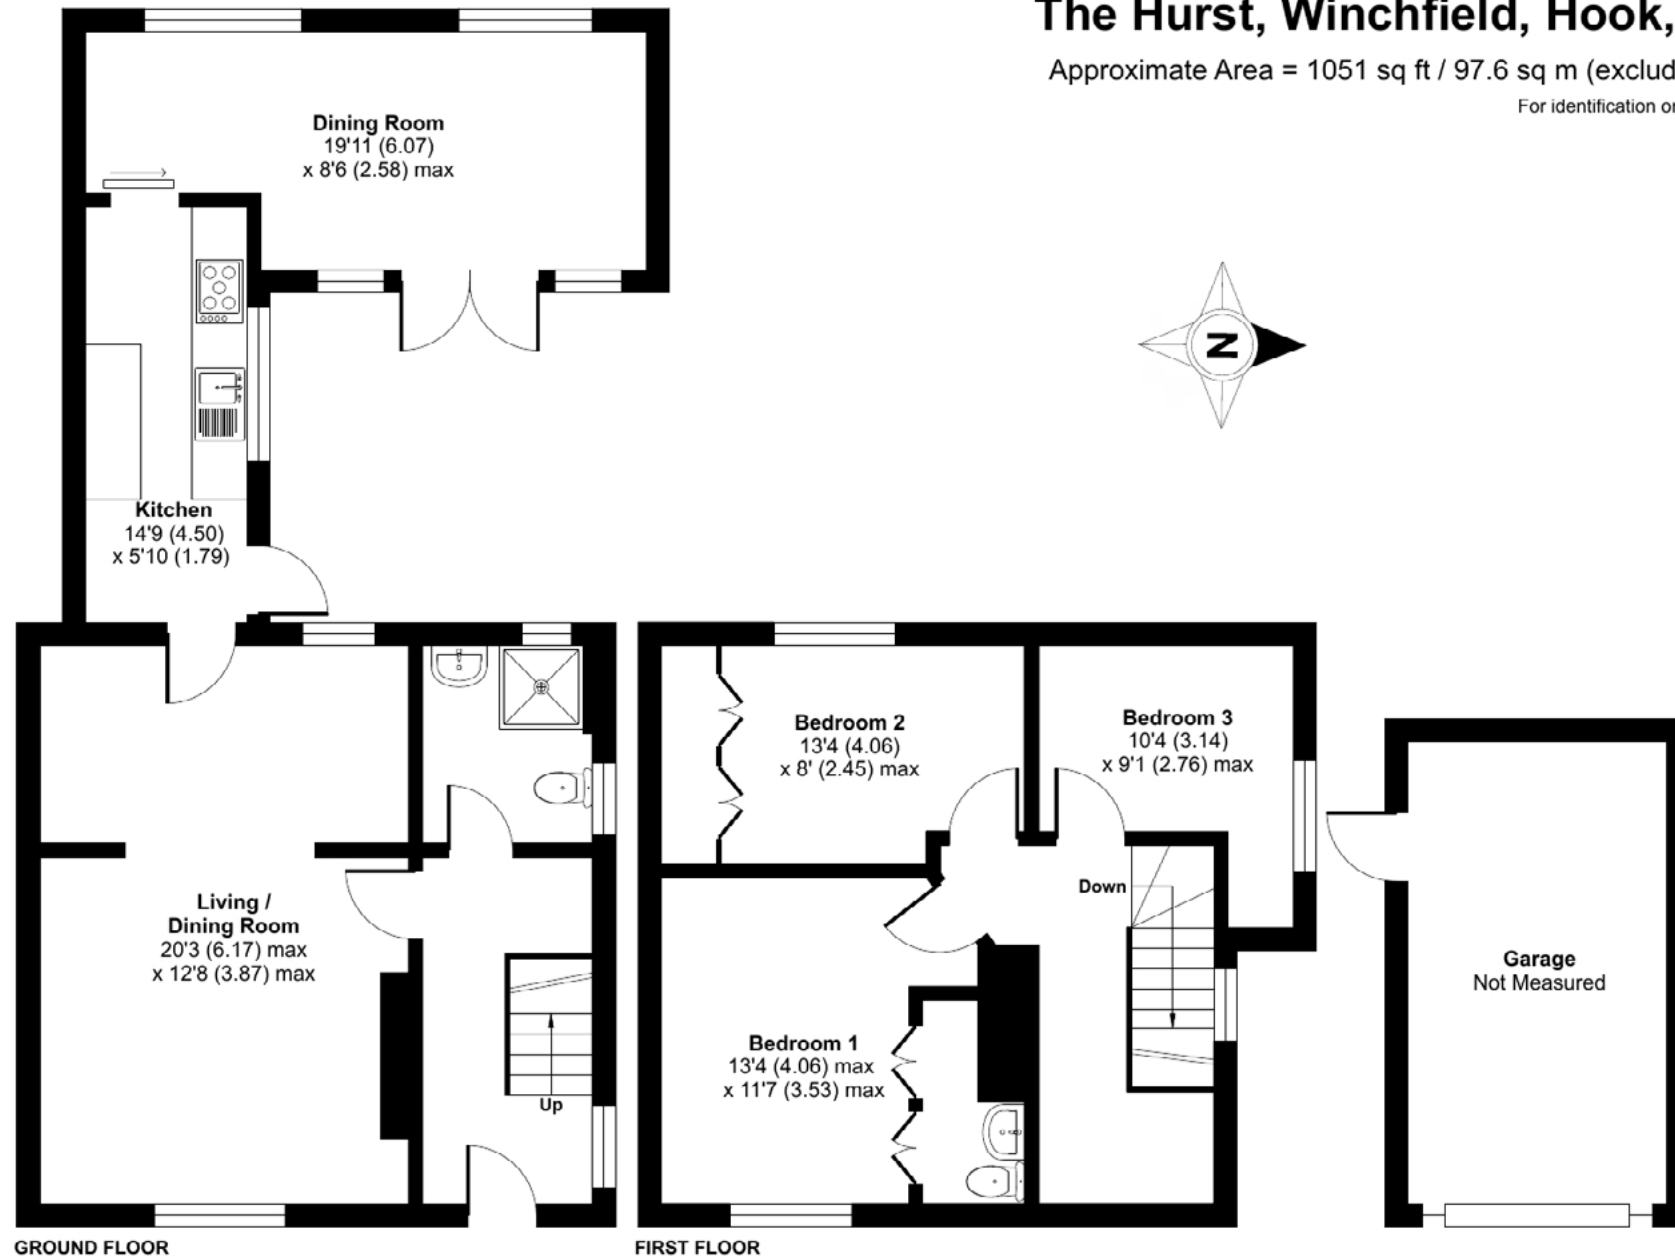 The Hurst, Winchfield, Hook,
Approximate Area = 1051 sq ft / 97.6 sq m (exclud
For identification or
Dining Room
19'11 (6.07)
x 8'6 (2.58) max
N
Kitchen
14'9 (4.50)
x 5'10 (1.79)
Living /
Dining Room
20'3 (6.17) max
x 12'8 (3.87) max
Up
GROUND FLOOR
Bedroom 2
13'4 (4.06)
x 8' (2.45) max
Bedroom 3
10'4 (3.14)
x 9'1 (2.76) max
Down
Bedroom 1
13'4 (4.06) max
x 11'7 (3.53) max
FIRST FLOOR
Garage
Not Measured